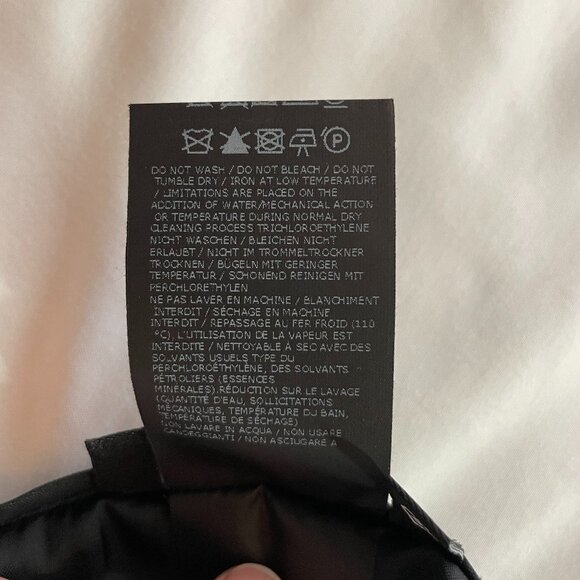 P
DO NOT WASH / DO NOT BLEACH / DO NOT
TUMBLE DRY / IRON AT LOW TEMPERATURE
/ LIMITATIONS ARE PLACED ON THE
ADDITION OF WATER/MECHANICAL ACTION
OR TEMPERATURE DURING NORMAL DRY
CLEANING PROCESS TRICHLOROETHYLENE
NICHT WASCHEN / BLEICHEN NICHT
ERLAUBT / NICHT IM TROMMELTROCKNER
TROCKNEN / BÜGELN MIT GERINGER
TEMPERATUR / SCHONEND REINIGEN MIT
PERCHLORETHYLEN
NE PAS LAVER EN MACHINE / BLANCHIMENT
INTERDIT / SÉCHAGE EN MACHINE
INTERDIT / REPASSAGE AU FER FROID (110
°C). L'UTILISATION DE LA VAPEUR EST
INTERDITE / NETTOYABLE À SEC AVEC DES
SOLVANTS USUELS TYPE DU
PERCHLOROÉTHYLÈNE, DES SOLVANTS
PÉTROLIERS (ESSENCES
MINÉRALES).RÉDUCTION SUR LE LAVAGE
(QUANTITÉ D'EAU, SOLLICITATIONS
MÉCANIQUES, TEMPÉRATURE DU BAIN,
TEMPÉRATURE DE SÉCHAGE)
NON LAVARE IN ACQUA / NON USARE
CANDEGGIANTI / NON ASCIUGARE A